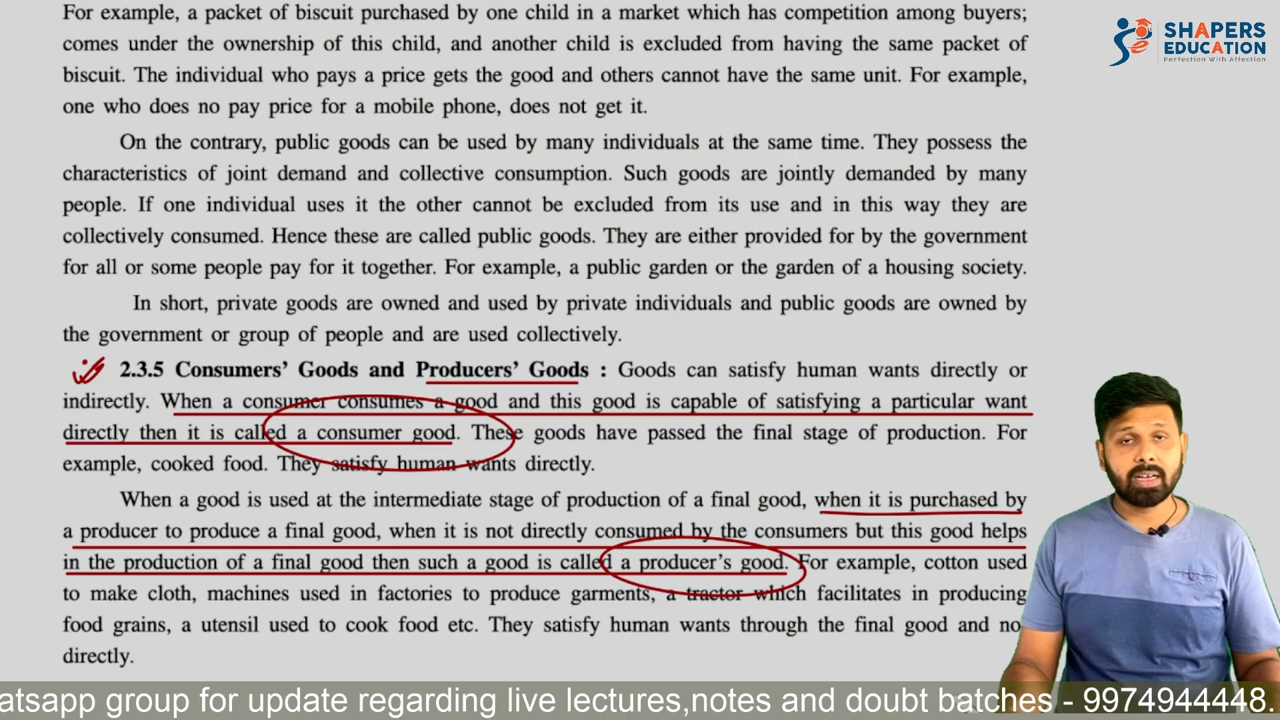 For example, a packet of biscuit purchased by one child in a market which has competition among buyers;
comes under the ownership of this child, and another child is excluded from having the same packet of
biscuit. The individual who pays a price gets the good and others cannot have the same unit. For example,
one who does no pay price for a mobile phone, does not get it.
On the contrary, public goods can be used by many individuals at the same time. They possess the
characteristics of joint demand and collective consumption. Such goods are jointly demanded by many
people. If one individual uses it the other cannot be excluded from its use and in this way they are
collectively consumed. Hence these are called public goods. They are either provided for by the government
for all or some people pay for it together. For example, a public garden or the garden of a housing society.
In short, private goods are owned and used by private individuals and public goods are owned by
the government or group of people and are used collectively.
2.3.5 Consumers' Goods and Producers' Goods : Goods can satisfy human wants directly or
indirectly. When a consumer consumes a good and this good is capable of satisfying a particular want
directly then it is called a consumer good. These goods have passed the final stage of production. For
example, cooked food. They satisfy human wants directly.
When a good is used at the intermediate stage of production of a final good, when it is purchased by
a producer to produce a final good, when it is not directly consumed by the consumers but this good helps
in the production of a final good then such a good is called a producer's good. For example, cotton used
to make cloth, machines used in factories to produce garments, a tractor which facilitates in producing
food grains, a utensil used to cook food etc. They satisfy human wants through the final good and no
directly.
SHAPERS
EDUCATION
Perfection With Affection
atsapp group for update regarding live lectures,notes and doubt batches - 9974944448.